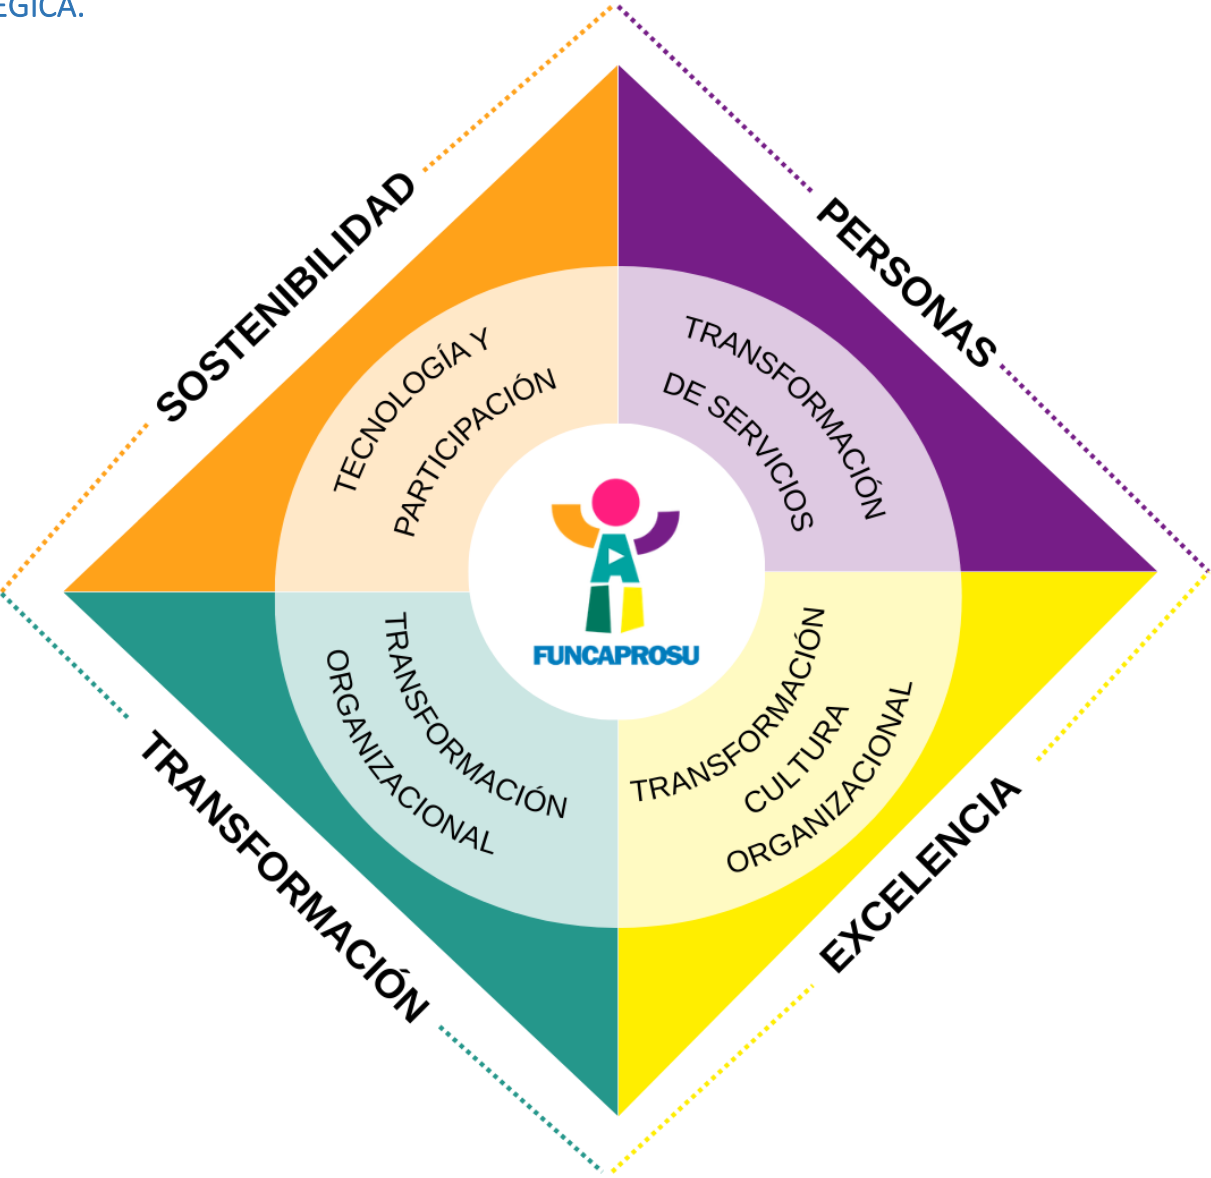 EGICA.
SOSTENIBILIDAD
PERSONAS
TECNOLOGÍA Y
PARTICIPACIÓN
TRANSFORMACIÓN
DE SERVICIOS
FUNCAPROSU
TRANSFORMACIÓN
ORGANIZACIONAL
TRANSFORMACIÓN
CULTURA
ORGANIZACIONAL
TRANSFORMACIÓN
EXCELENCIA